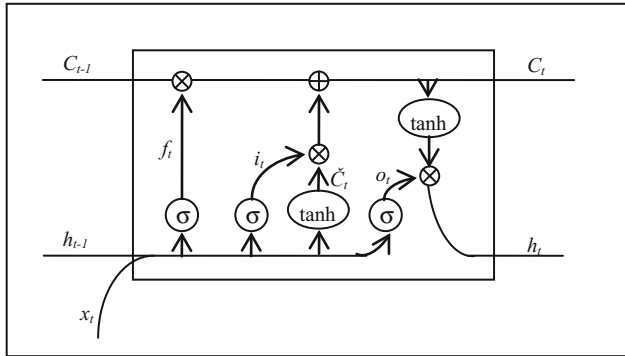 C_{t-1} C_t
tanh
f_t i_t Č_t o_t
σ σ tanh σ
h_{t-1} h_t
x_t